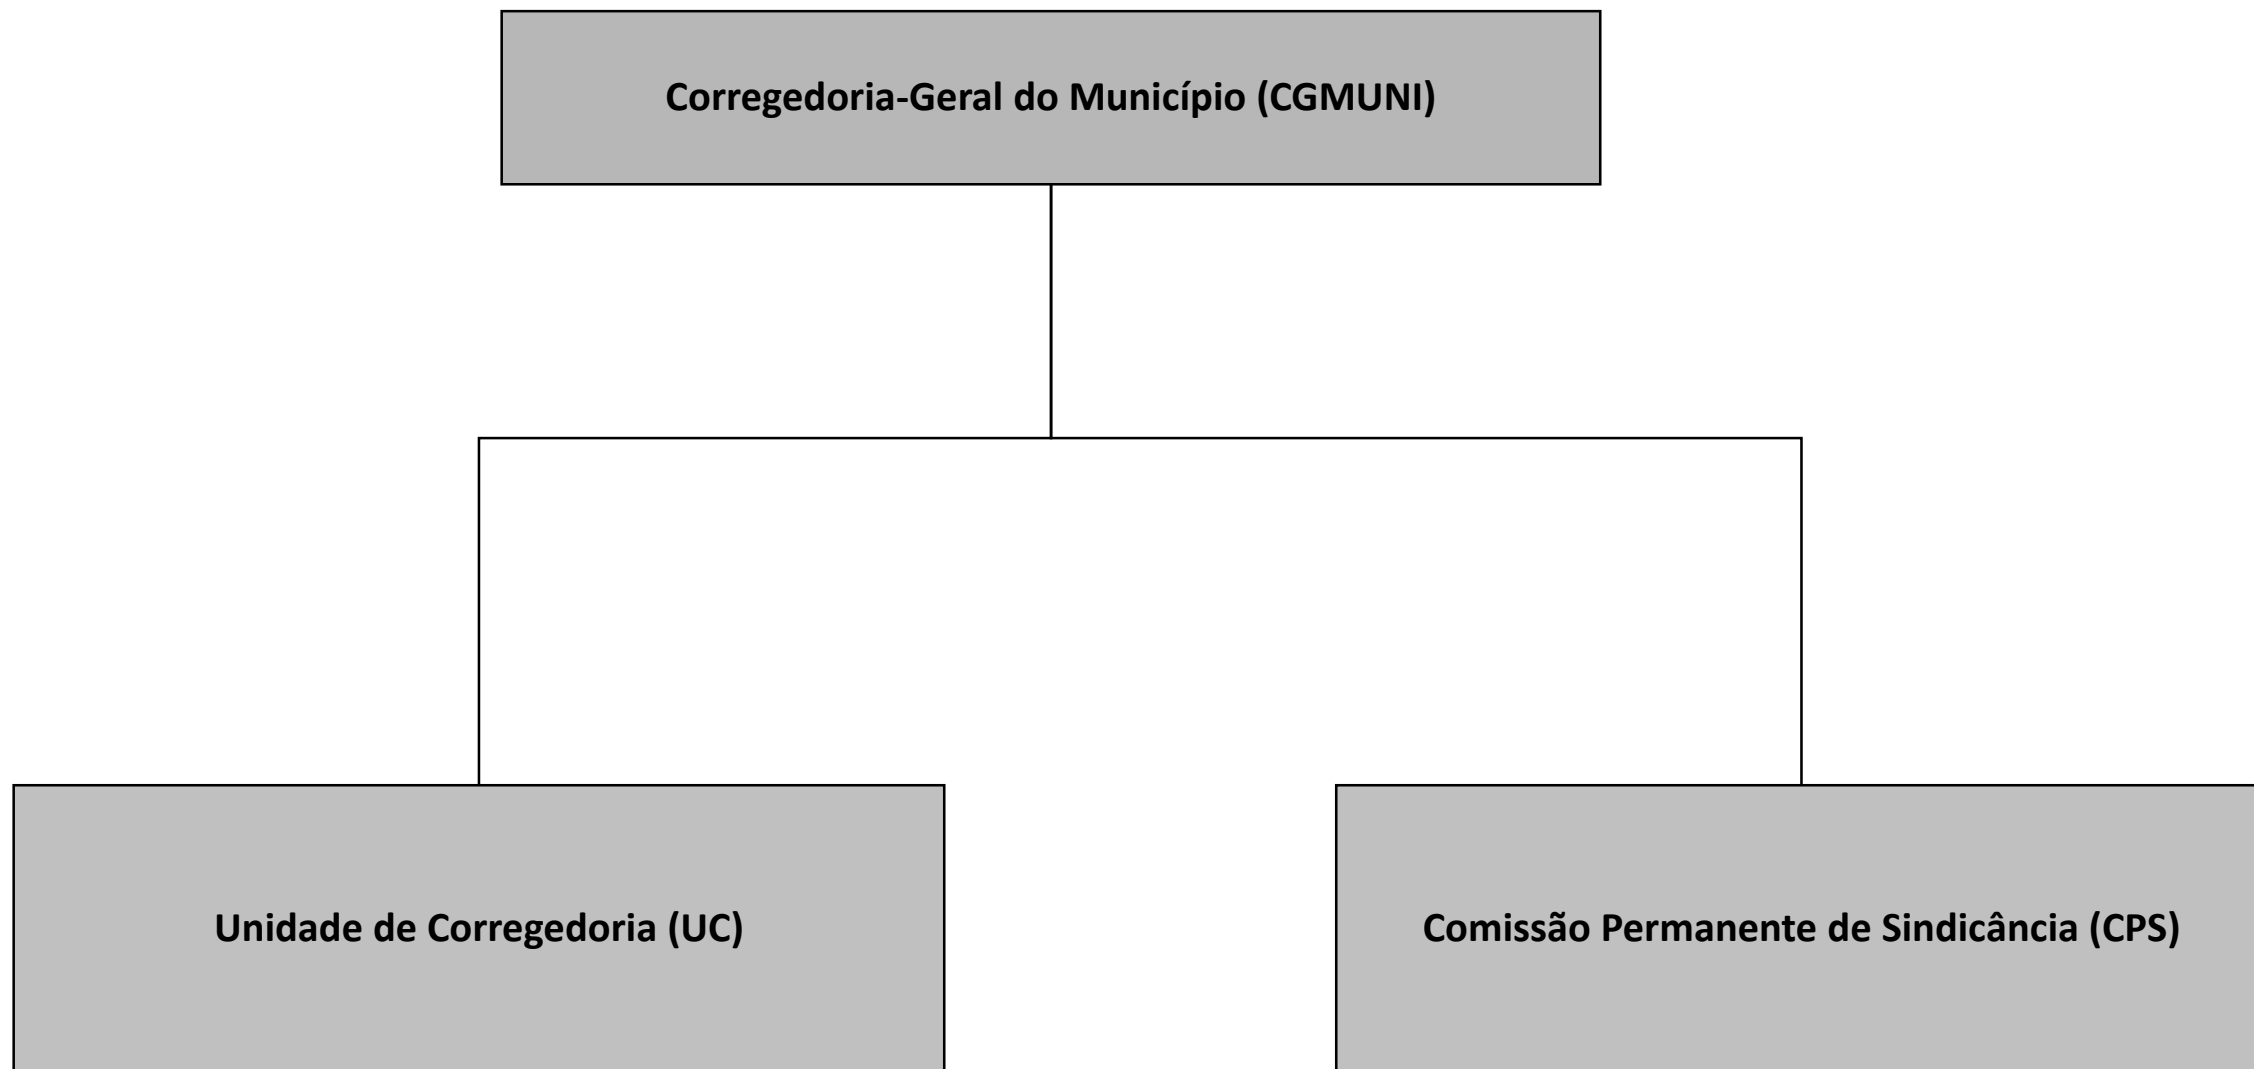 Corregedoria-Geral do Município (CGMUNI)
Unidade de Corregedoria (UC)
Comissão Permanente de Sindicância (CPS)